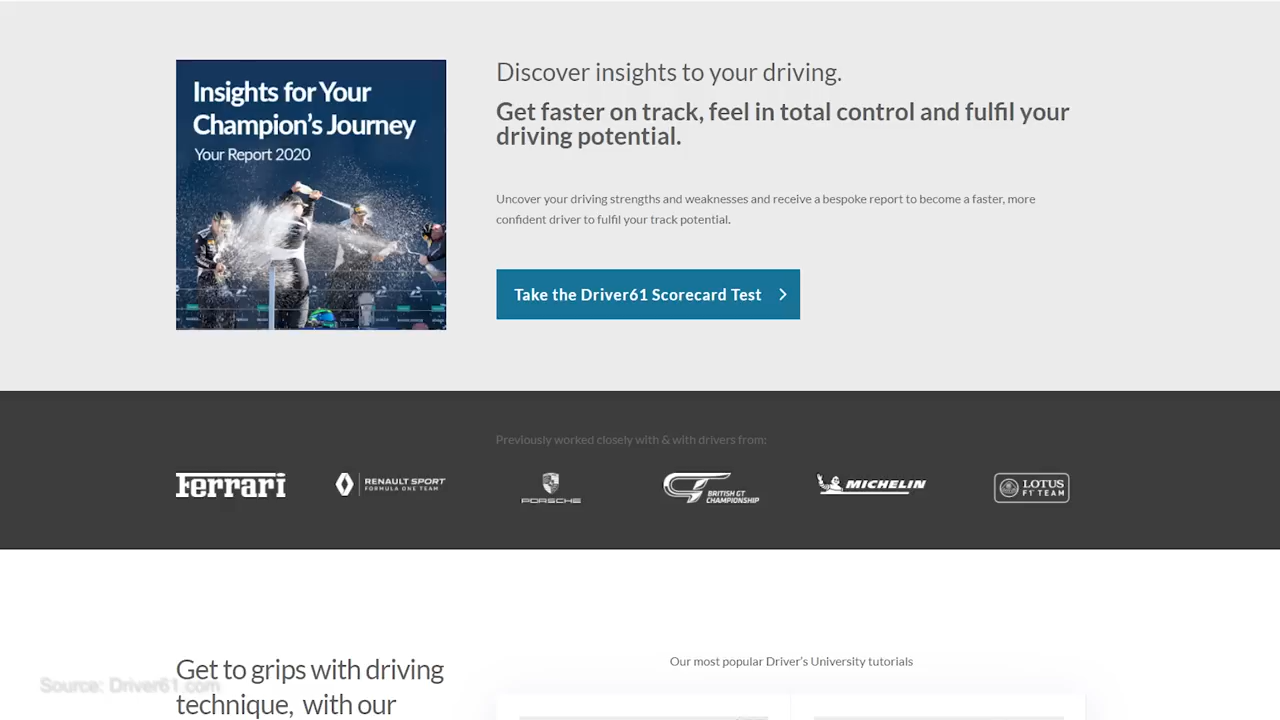 Insights for Your
Champion’s Journey
Your Report 2020
Discover insights to your driving.
Get faster on track, feel in total control and fulfil your
driving potential.
Uncover your driving strengths and weaknesses and receive a bespoke report to become a faster, more
confident driver to fulfil your track potential.
Take the Driver61 Scorecard Test
Previously worked closely with & with drivers from:
Ferrari
RENAULT SPORT
FORMULA ONE TEAM
PORSCHE
BRITISH GT
CHAMPIONSHIP
MICHELIN
LOTUS
F1 TEAM
Get to grips with driving
technique, with our
Our most popular Driver’s University tutorials
Source: Driver61.com